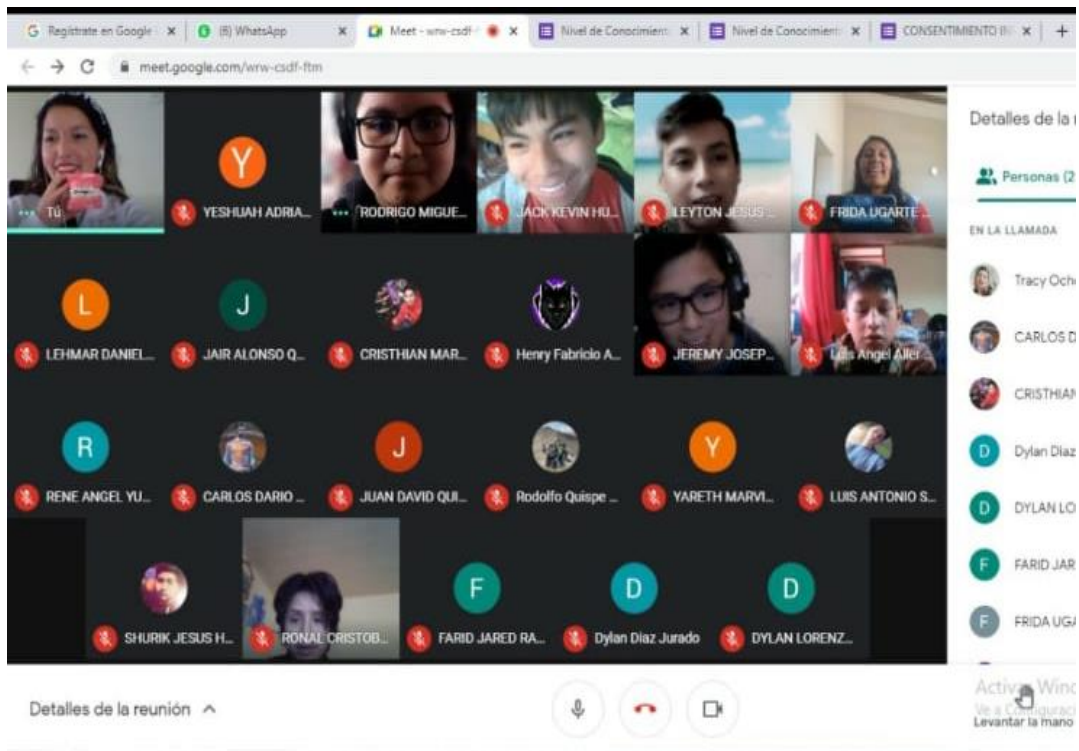 Regístrate en Google
(8) WhatsApp
Meet - wrw-csdf-f
Nivel de Conocimient
Nivel de Conocimient
CONSENTIMIENTO IN
meet.google.com/wrw-csdf-ftm
Detalles de la r
Personas (2
EN LA LLAMADA
Tú
Y
YESHUAH ADRIA...
RODRIGO MIGUE...
JACK KEVIN HU...
LEYTON JESUS ...
FRIDA UGARTE ...
L
LEHMAR DANIEL...
J
JAIR ALONSO Q...
CRISTHIAN MAR...
Henry Fabricio A...
JEREMY JOSEP...
Luis Angel
R
RENE ANGEL YU...
CARLOS DARIO ...
J
JUAN DAVID QUI...
Rodolfo Quispe ...
Y
YARETH MARVI...
LUIS ANTONIO S...
SHURIK JESUS H...
RONAL CRISTOB...
F
FARID JARED RA...
D
Dylan Diaz Jurado
D
DYLAN LORENZ...
Tracy Och
CARLOS D
CRISTHIAN
D
Dylan Diaz
D
DYLAN LO
F
FARID JAR
F
FRIDA UGA
Detalles de la reunión
Activar Wind
Ve a Configuraci
Levantar la mano